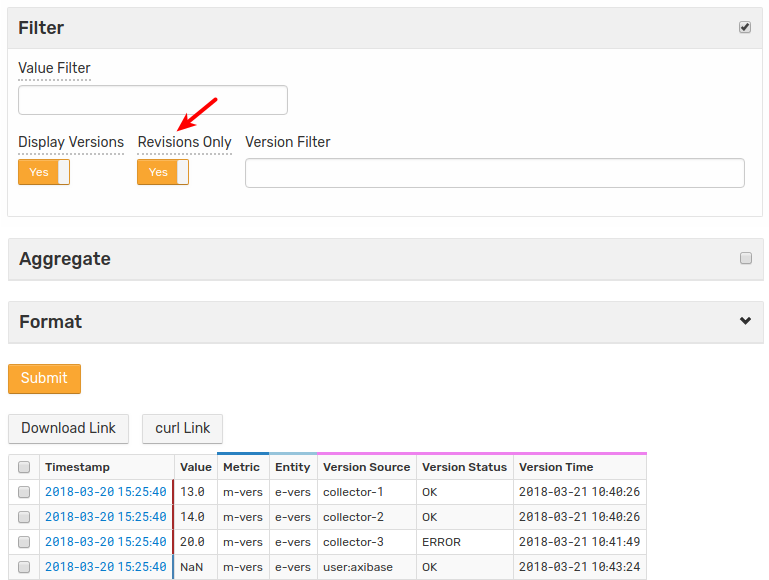 Filter
Value Filter
Display Versions Revisions Only Version Filter
Yes Yes
Aggregate
Format
Submit
Download Link curl Link
Timestamp Value Metric Entity Version Source Version Status Version Time
2018-03-20 15:25:40 13.0 m-vers e-vers collector-1 OK 2018-03-21 10:40:26
2018-03-20 15:25:40 14.0 m-vers e-vers collector-2 OK 2018-03-21 10:40:26
2018-03-20 15:25:40 20.0 m-vers e-vers collector-3 ERROR 2018-03-21 10:41:49
2018-03-20 15:25:40 NaN m-vers e-vers user:axibase OK 2018-03-21 10:43:24